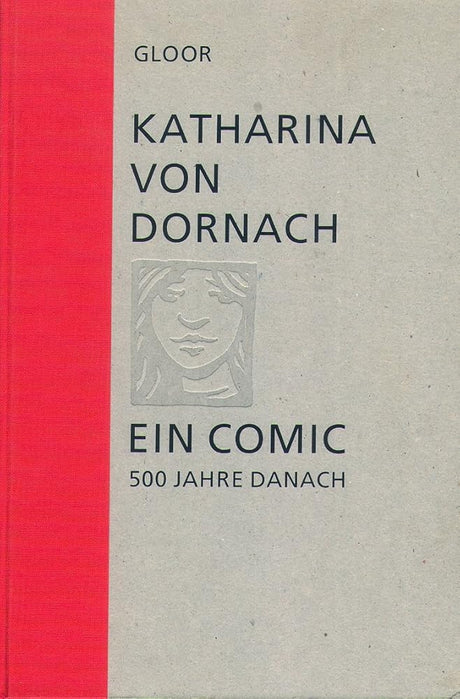 GLOOR
KATHARINA
VON
DORNACH
EIN COMIC
500 JAHRE DANACH